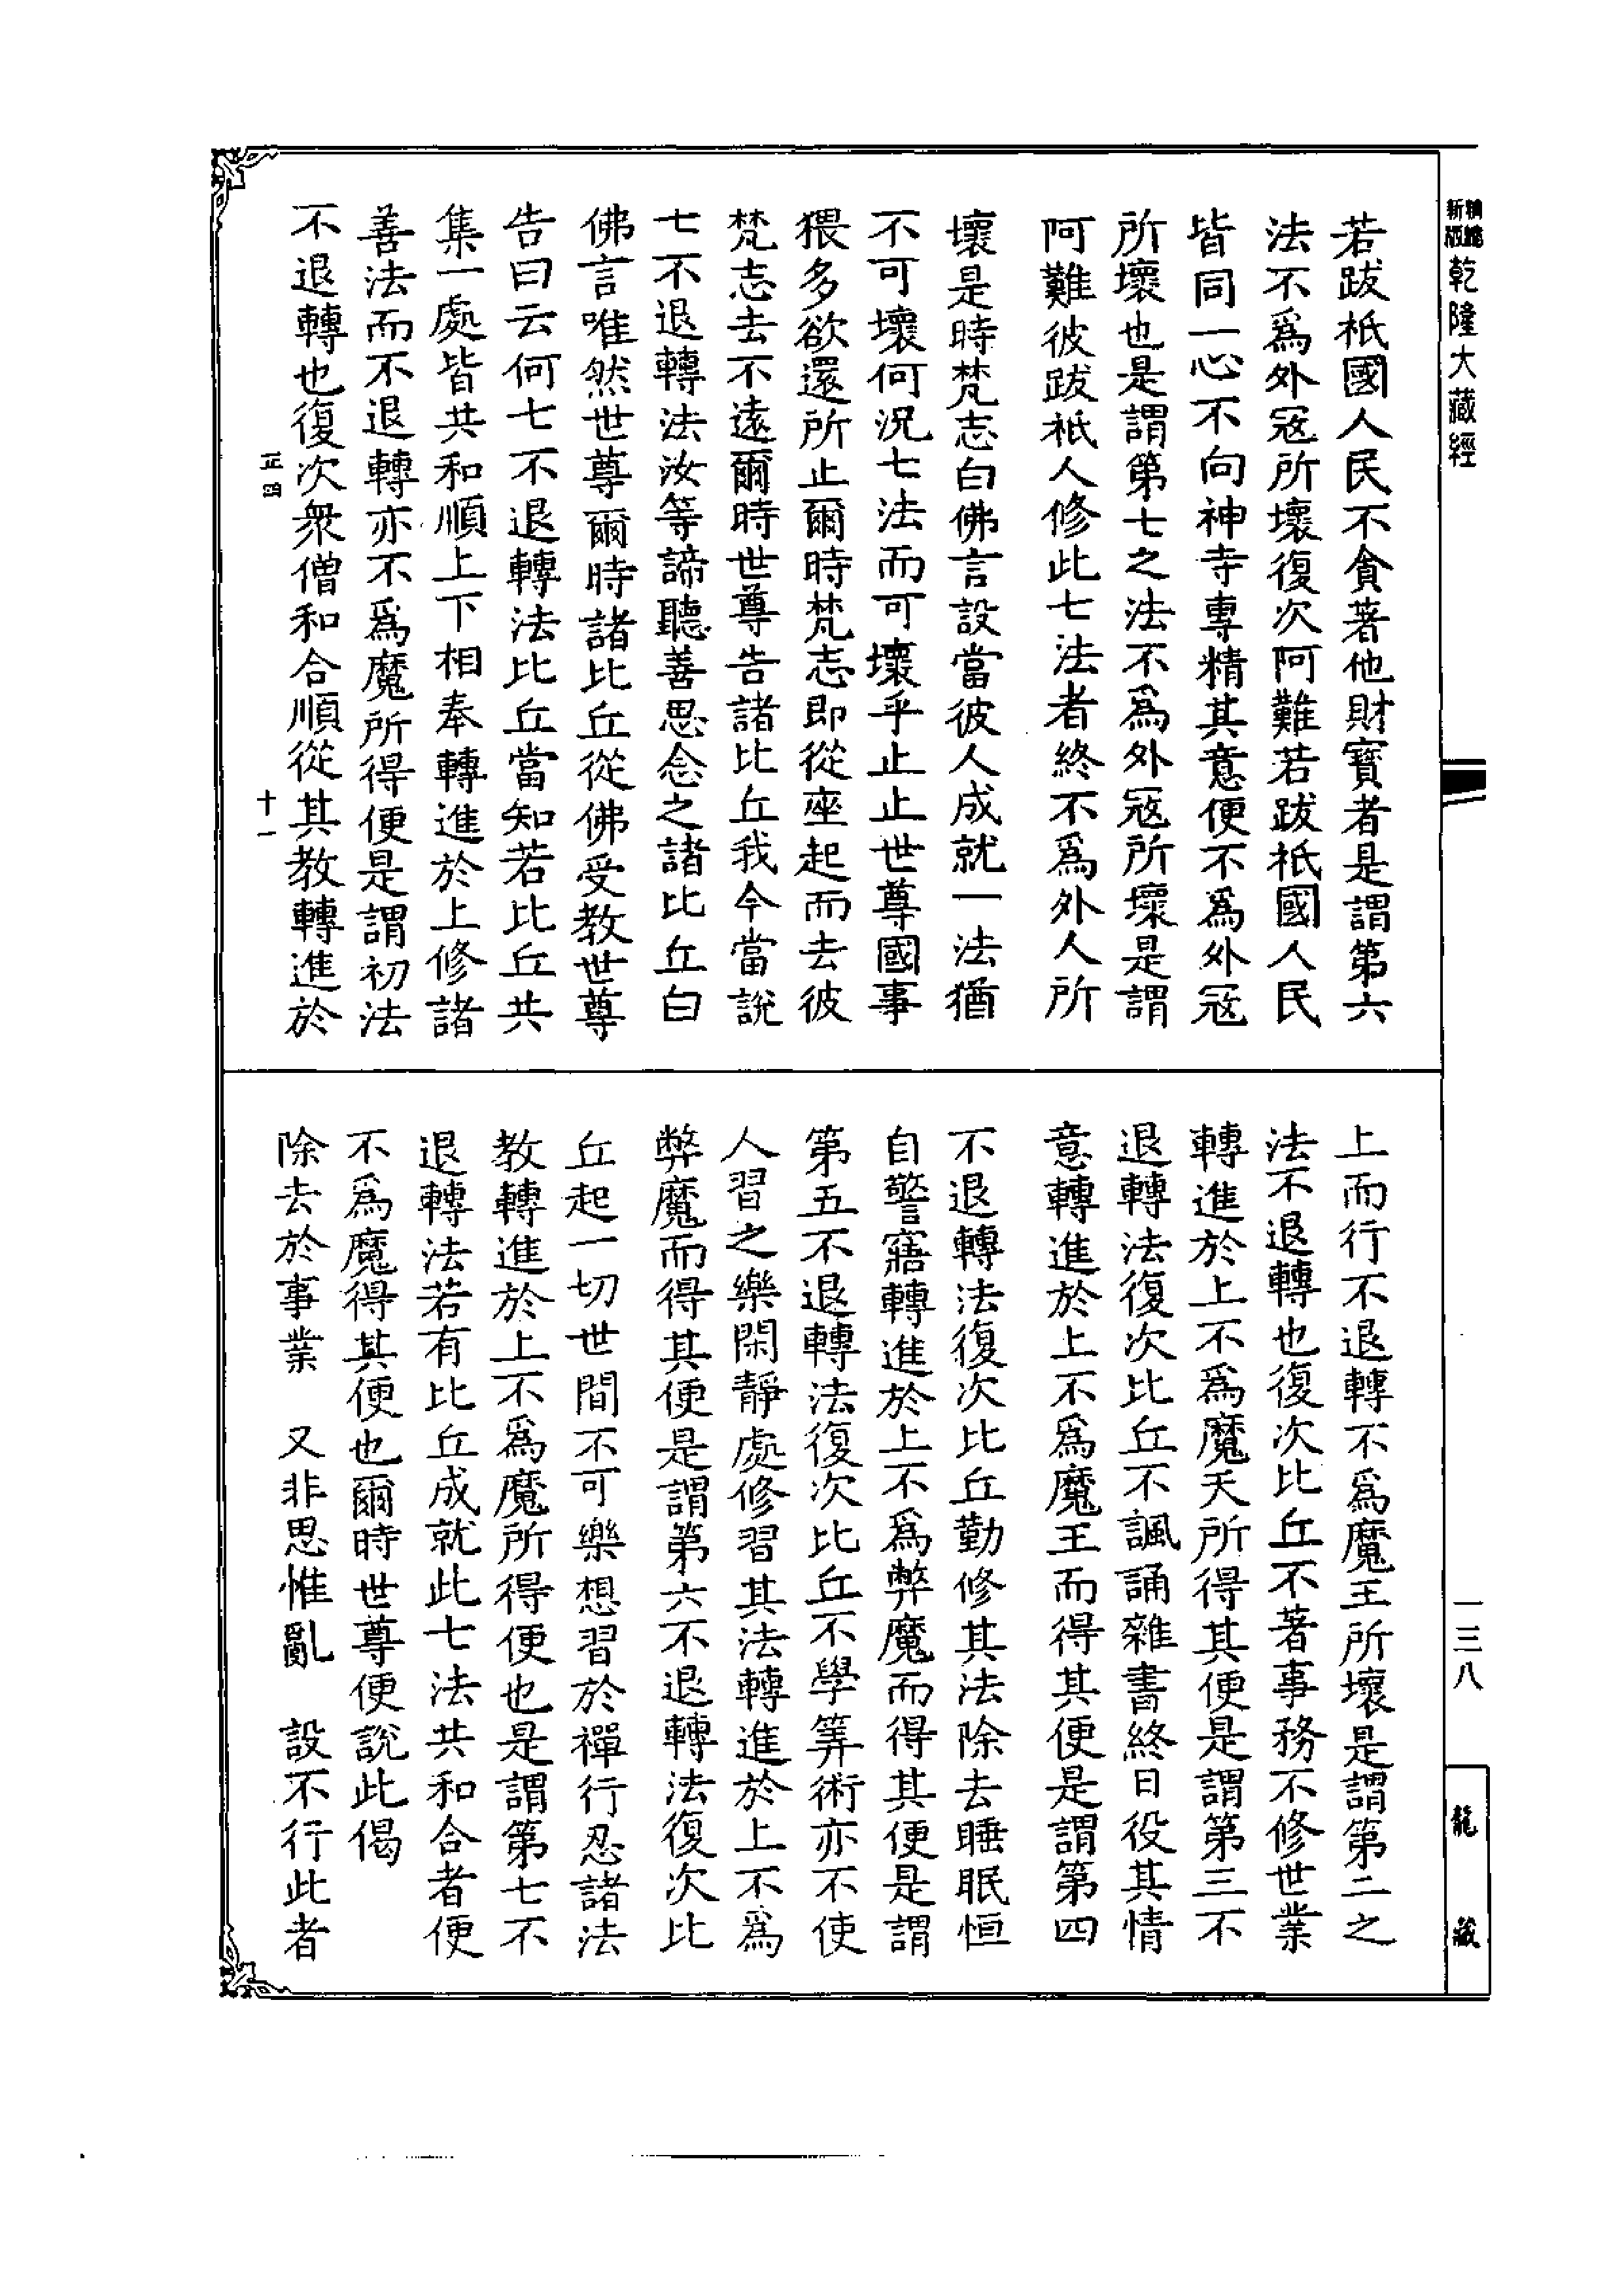 新版精縮乾隆大藏經
若跋祇國人民不貪著他財寶者是謂第六
法不爲外寇所壞復次阿難若跋祇國人民
皆同一心不向神寺專精其意便不爲外寇
所壞也是謂第七之法不爲外寇所壞是謂
阿難彼跋祇人修此七法者終不爲外人所
壞是時梵志白佛言設當彼人成就一法猶
不可壞何況七法而可壞乎止止世尊國事
猥多欲還所止爾時梵志即從座起而去彼
梵志去不遠爾時世尊告諸比丘我今當說
七不退轉法汝等諦聽善思念之諸比丘白
佛言唯然世尊爾時諸比丘從佛受教世尊
告曰云何七不退轉法比丘當知若比丘共
集一處皆共和順上下相奉轉進於上修諸
善法而不退轉亦不爲魔所得便是謂初法
不退轉也復次衆僧和合順從其教轉進於
正四 十一
上而行不退轉不爲魔王所壞是謂第二之
法不退轉也復次比丘不著事務不修世業
轉進於上不爲魔天所得其便是謂第三不
退轉法復次比丘不諷誦雜書終日役其情
意轉進於上不爲魔王而得其便是謂第四
不退轉法復次比丘勤修其法除去睡眠恒
自警寤轉進於上不爲弊魔而得其便是謂
第五不退轉法復次比丘不學筭術亦不使
人習之樂閑靜處修習其法轉進於上不爲
弊魔而得其便是謂第六不退轉法復次比
丘起一切世間不可樂想習於禪行忍諸法
教轉進於上不爲魔所得便也是謂第七不
退轉法若有比丘成就此七法共和合者便
不爲魔得其便也爾時世尊便說此偈
除去於事業 又非思惟亂 設不行此者
一三八
龍藏